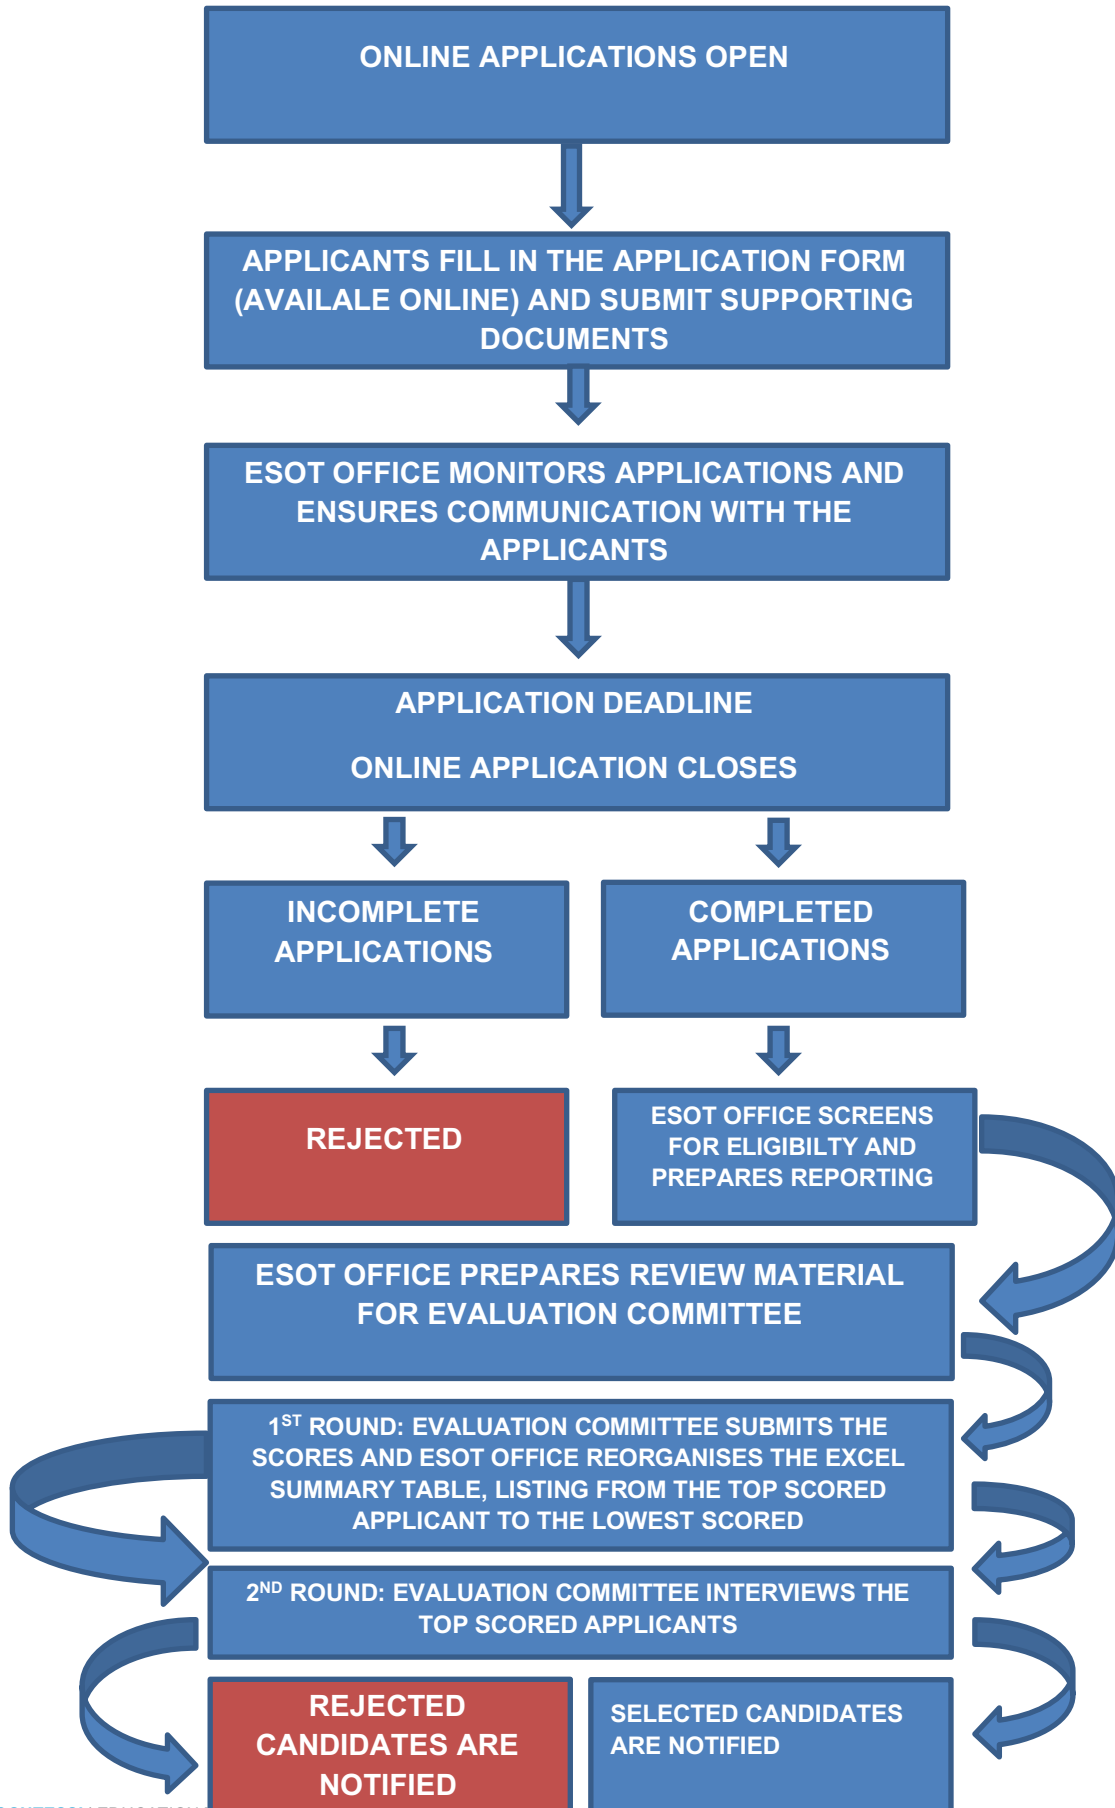 ONLINE APPLICATIONS OPEN
APPLICANTS FILL IN THE APPLICATION FORM
(AVAILALE ONLINE) AND SUBMIT SUPPORTING
DOCUMENTS
ESOT OFFICE MONITORS APPLICATIONS AND
ENSURES COMMUNICATION WITH THE
APPLICANTS
APPLICATION DEADLINE
ONLINE APPLICATION CLOSES
INCOMPLETE
APPLICATIONS
COMPLETED
APPLICATIONS
REJECTED
ESOT OFFICE SCREENS
FOR ELIGIBILTY AND
PREPARES REPORTING
ESOT OFFICE PREPARES REVIEW MATERIAL
FOR EVALUATION COMMITTEE
1ST ROUND: EVALUATION COMMITTEE SUBMITS THE
SCORES AND ESOT OFFICE REORGANISES THE EXCEL
SUMMARY TABLE, LISTING FROM THE TOP SCORED
APPLICANT TO THE LOWEST SCORED
2ND ROUND: EVALUATION COMMITTEE INTERVIEWS THE
TOP SCORED APPLICANTS
REJECTED
CANDIDATES ARE
NOTIFIED
SELECTED CANDIDATES
ARE NOTIFIED